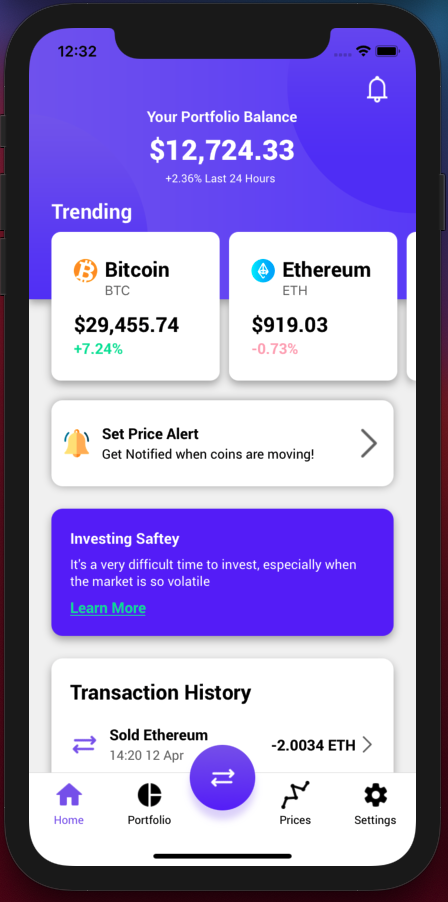 12:32
Your Portfolio Balance
$12,724.33
+2.36% Last 24 Hours
Trending
Bitcoin
BTC
$29,455.74
+7.24%
Ethereum
ETH
$919.03
-0.73%
Set Price Alert
Get Notified when coins are moving!
Investing Saftey
It's a very difficult time to invest, especially when
the market is so volatile
Learn More
Transaction History
Sold Ethereum
14:20 12 Apr
-2.0034 ETH
Home
Portfolio
Prices
Settings